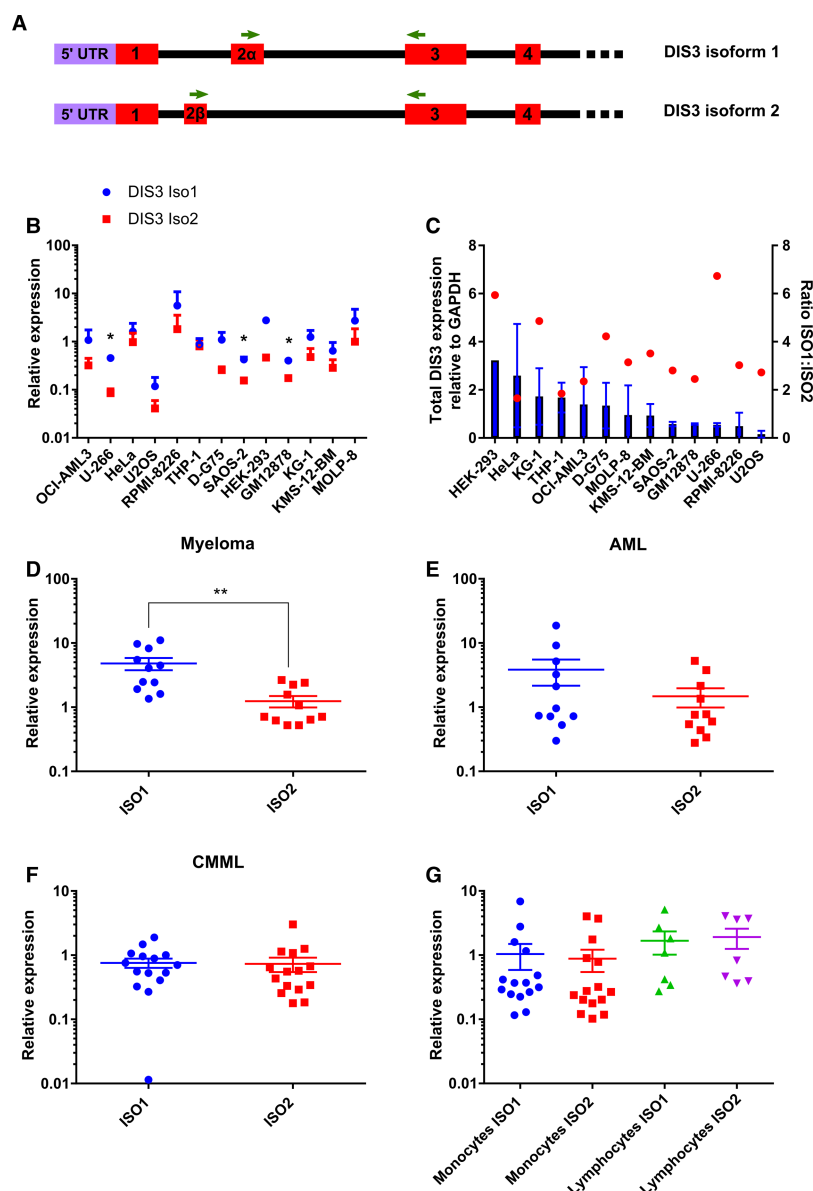 A
5' UTR 1 2α 3 4 DIS3 isoform 1
5' UTR 1 2β 3 4 DIS3 isoform 2
DIS3 Iso1
DIS3 Iso2
B
Relative expression
100
10
1
0.1
0.01
* * *
OCI-AML3
U-266
HeLa
U2OS
RPMI-8226
THP-1
D-G75
SAOS-2
HEK-293
GM12878
KG-1
KMS-12-BM
MOLP-8
C
Total DIS3 expression
relative to GAPDH
8
6
4
2
0
8
6
4
2
0
Ratio ISO1:ISO2
HEK-293
HeLa
KG-1
THP-1
OCI-AML3
D-G75
MOLP-8
KMS-12-BM
SAOS-2
GM12878
U-266
RPMI-8226
U2OS
D
Myeloma
Relative expression
100
10
1
0.1
**
ISO1
ISO2
E
AML
Relative expression
100
10
1
0.1
ISO1
ISO2
F
CMML
Relative expression
10
1
0.1
0.01
ISO1
ISO2
G
Relative expression
10
1
0.1
0.01
Monocytes ISO1
Monocytes ISO2
Lymphocytes ISO1
Lymphocytes ISO2